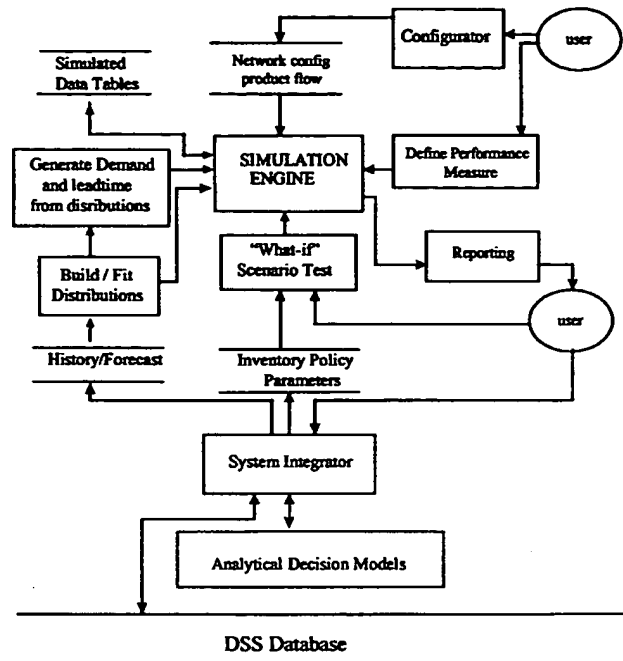 Configurator
user
Simulated
Data Tables
Network config
product flow
Generate Demand
and leadtime
from disributions
SIMULATION
ENGINE
Define Performance
Measure
"What-if"
Scenario Test
Reporting
Build / Fit
Distributions
user
History/Forecast
Inventory Policy
Parameters
System Integrator
Analytical Decision Models
DSS Database